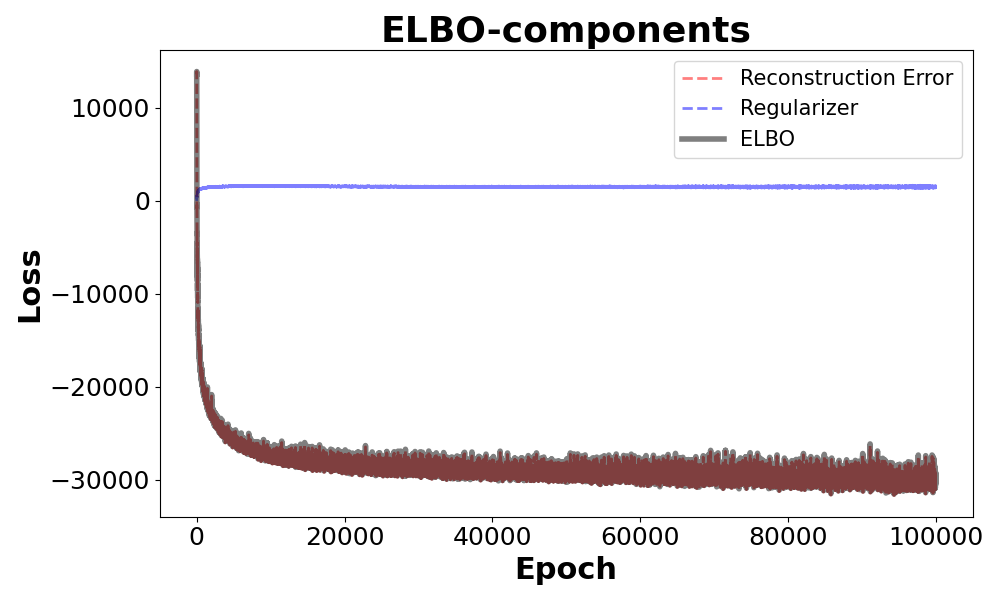 ELBO-components
Reconstruction Error
Regularizer
ELBO
10000
0
−10000
−20000
−30000
Loss
0 20000 40000 60000 80000 100000
Epoch